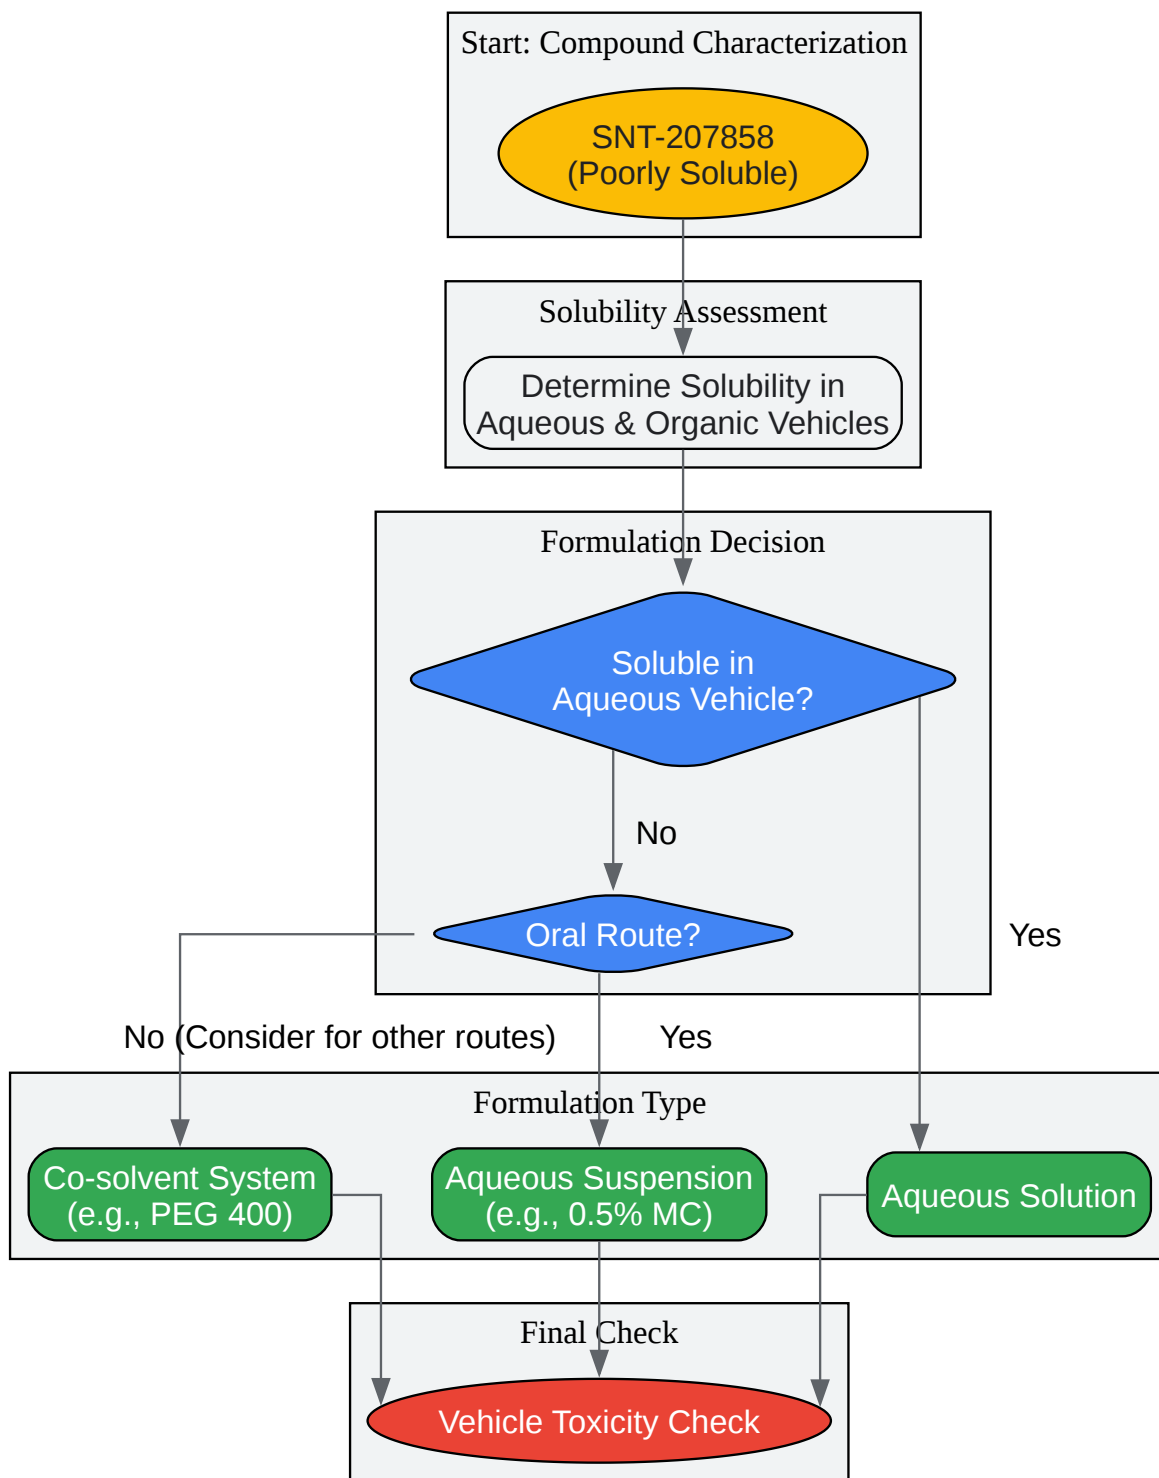 Start: Compound Characterization
SNT-207858
(Poorly Soluble)
Solubility Assessment
Determine Solubility in
Aqueous & Organic Vehicles
Formulation Decision
Soluble in
Aqueous Vehicle?
No
Oral Route?
Yes
No (Consider for other routes)
Yes
Formulation Type
Co-solvent System
(e.g., PEG 400)
Aqueous Suspension
(e.g., 0.5% MC)
Aqueous Solution
Final Check
Vehicle Toxicity Check